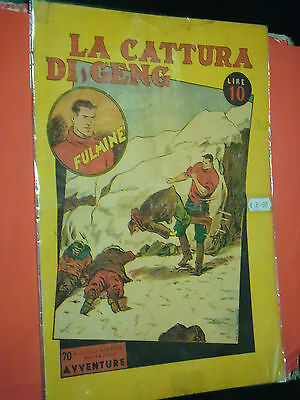 LA CATTURA
DI GENG
LIRE
10
FULMINE
70
AVVENTURE